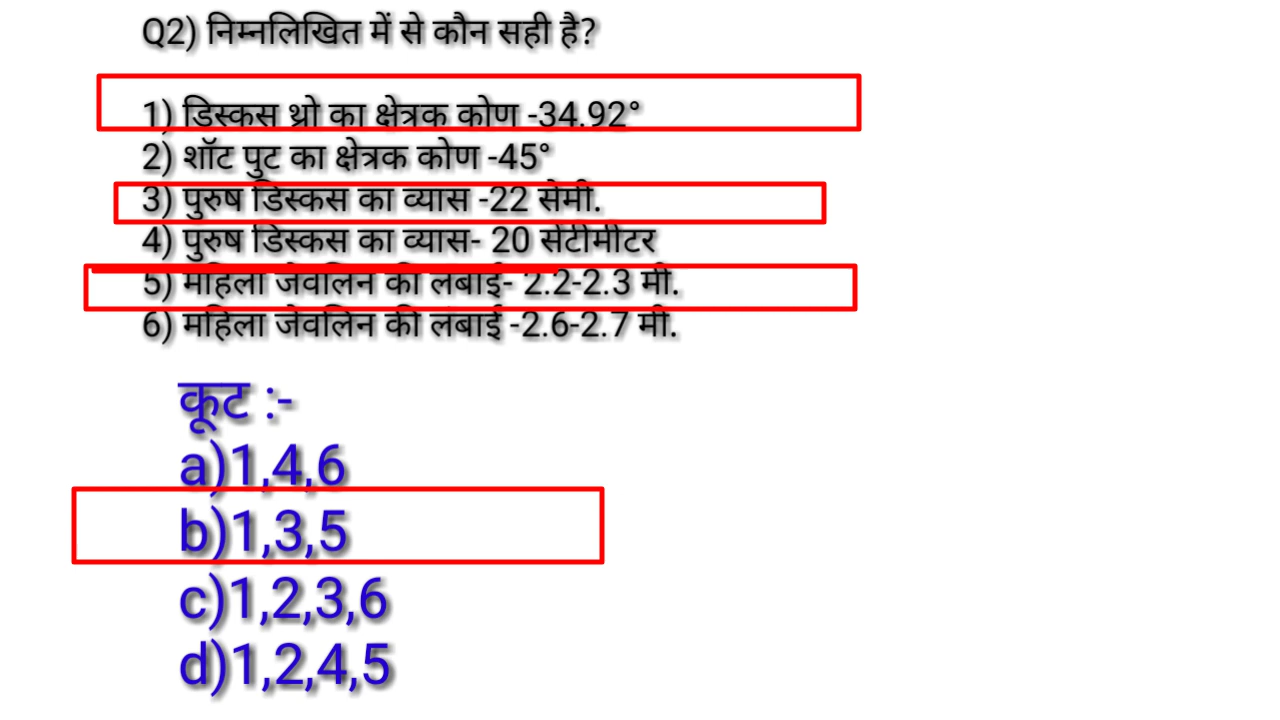 Q2) निम्नलिखित में से कौन सही है?
1) डिस्कस थ्रो का क्षेत्रक कोण -34.92°
2) शॉट पुट का क्षेत्रक कोण -45°
3) पुरुष डिस्कस का व्यास -22 सेमी.
4) पुरुष डिस्कस का व्यास- 20 सेंटीमीटर
5) महिला जेवलिन की लंबाई- 2.2-2.3 मी.
6) महिला जेवलिन की लंबाई -2.6-2.7 मी.
कूट :-
a)1,4,6
b)1,3,5
c)1,2,3,6
d)1,2,4,5